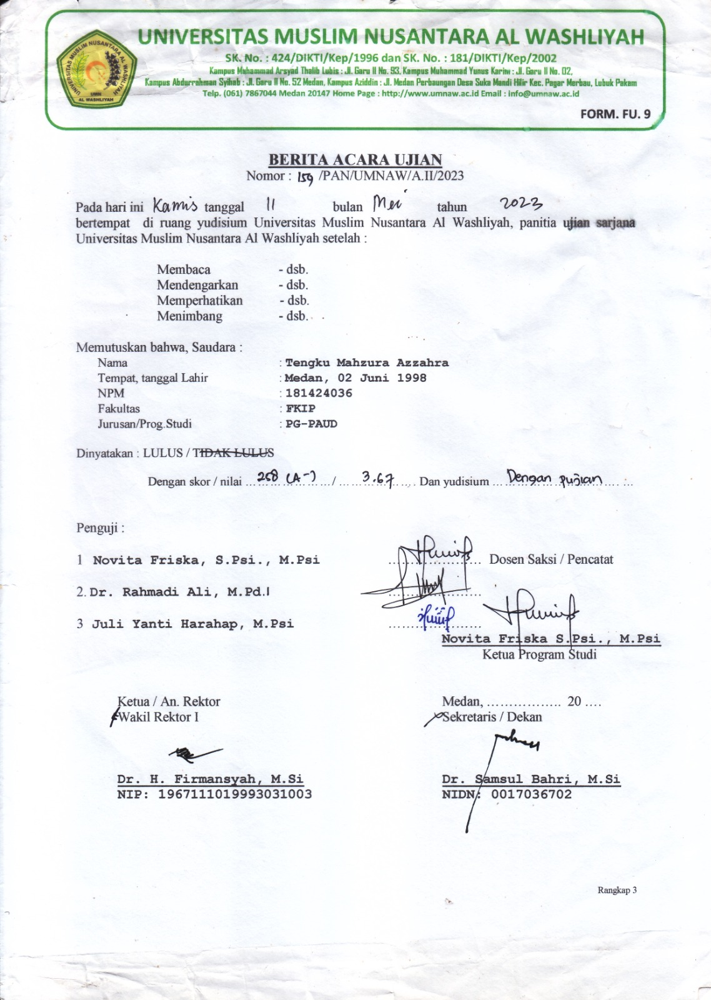 UNIVERSITAS MUSLIM NUSANTARA AL WASHLIYAH
SK. No. : 424/DIKTI/Kep/1996 dan SK. No. : 181/DIKTI/Kep/2002
Kampus Muhammad Arsyad Thalib Lubis : Jl. Garu II No. 93, Kampus Muhammad Yunus Karim : Jl. Garu II No. 02,
Kampus Abdurrahman Syihab : Jl. Garu II No. 52 Medan, Kampus Aziddin : Jl. Medan Perbaungan Desa Suka Mandi Hilir Kec. Pagar Merbau, Lubuk Pakam
Telp. (061) 7867044 Medan 20147 Home Page : http://www.umnaw.ac.id Email : info@umnaw.ac.id
UNIVERSITAS MUSLIM NUSANTARA AL WASHLIYAH
UMN
AL WASHLIYAH
FORM. FU. 9
BERITA ACARA UJIAN
Nomor : 159 /PAN/UMNAW/A.II/2023
Pada hari ini Kamis tanggal 11 bulan Mei tahun 2023
bertempat di ruang yudisium Universitas Muslim Nusantara Al Washliyah, panitia ujian sarjana
Universitas Muslim Nusantara Al Washliyah setelah :
Membaca - dsb.
Mendengarkan - dsb.
Memperhatikan - dsb.
Menimbang - dsb.
Memutuskan bahwa, Saudara :
Nama : Tengku Mahzura Azzahra
Tempat, tanggal Lahir : Medan, 02 Juni 1998
NPM : 181424036
Fakultas : FKIP
Jurusan/Prog.Studi : PG-PAUD
Dinyatakan : LULUS / TIDAK LULUS
Dengan skor / nilai ... 258 (A-) ... / ... 3.67 ... Dan yudisium ... Dengan pujian ...
Penguji :
1 Novita Friska, S.Psi., M.Psi ........................ Dosen Saksi / Pencatat
2. Dr. Rahmadi Ali, M.Pd.I ........................
3 Juli Yanti Harahap, M.Psi ........................
Novita Friska S.Psi., M.Psi
Ketua Program Studi
Ketua / An. Rektor
Wakil Rektor I
Medan, .................. 20 ....
Sekretaris / Dekan
Dr. H. Firmansyah, M.Si
NIP: 1967111019993031003
Dr. Samsul Bahri, M.Si
NIDN: 0017036702
Rangkap 3